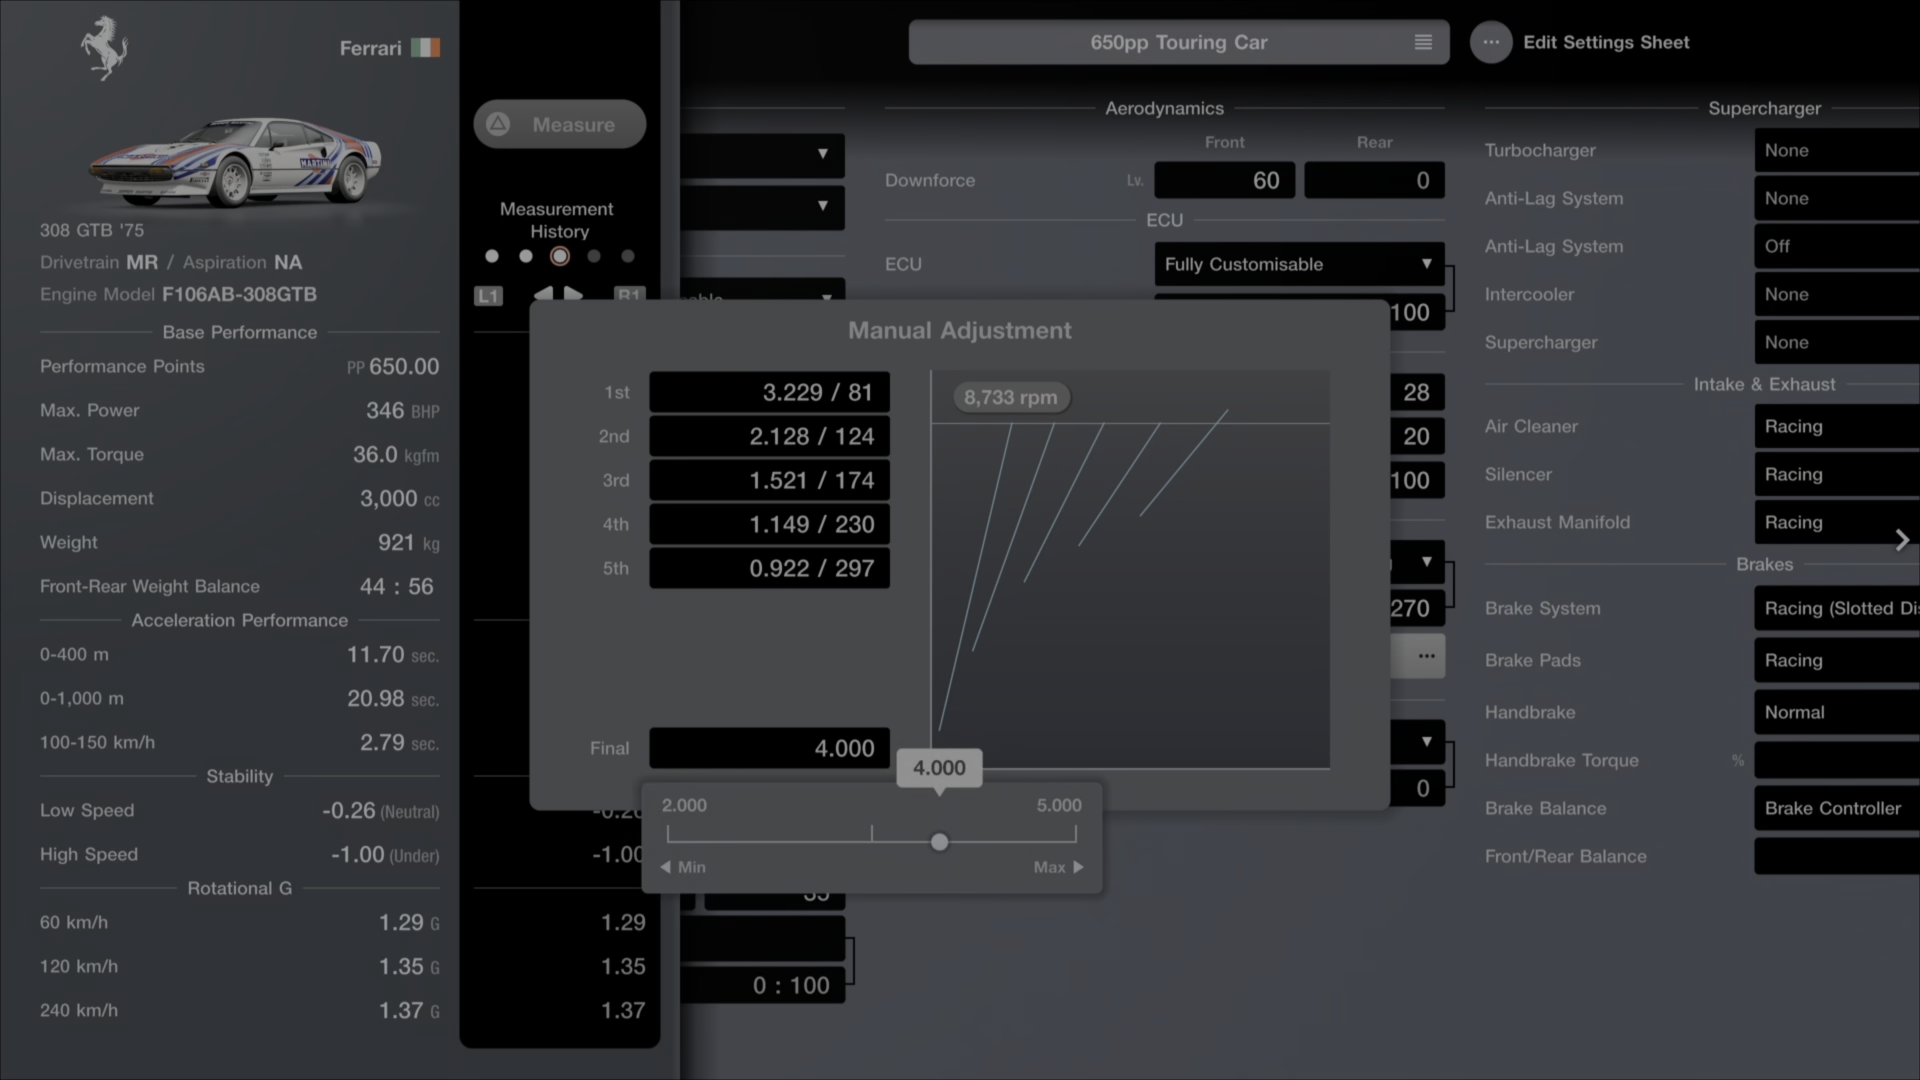 Ferrari
308 GTB '75
Drivetrain MR / Aspiration NA
Engine Model F106AB-308GTB
Base Performance
Performance Points PP 650.00
Max. Power 346 BHP
Max. Torque 36.0 kgfm
Displacement 3,000 cc
Weight 921 kg
Front-Rear Weight Balance 44 : 56
Acceleration Performance
0-400 m 11.70 sec.
0-1,000 m 20.98 sec.
100-150 km/h 2.79 sec.
Stability
Low Speed -0.26 (Neutral)
High Speed -1.00 (Under)
Rotational G
60 km/h 1.29 G
120 km/h 1.35 G
240 km/h 1.37 G
Measure
Measurement
History
L1 R1
-1.00
1.29
1.35
1.37
650pp Touring Car
Edit Settings Sheet
Aerodynamics
Front Rear
Downforce Lv. 60 0
ECU
ECU Fully Customisable
100
28
20
100
270
0
Manual Adjustment
1st 3.229 / 81
2nd 2.128 / 124
3rd 1.521 / 174
4th 1.149 / 230
5th 0.922 / 297
Final 4.000
8,733 rpm
4.000
2.000 5.000
Min Max
0 : 100
Supercharger
Turbocharger None
Anti-Lag System None
Anti-Lag System Off
Intercooler None
Supercharger None
Intake & Exhaust
Air Cleaner Racing
Silencer Racing
Exhaust Manifold Racing
Brakes
Brake System Racing (Slotted Dis
Brake Pads Racing
Handbrake Normal
Handbrake Torque %
Brake Balance Brake Controller
Front/Rear Balance